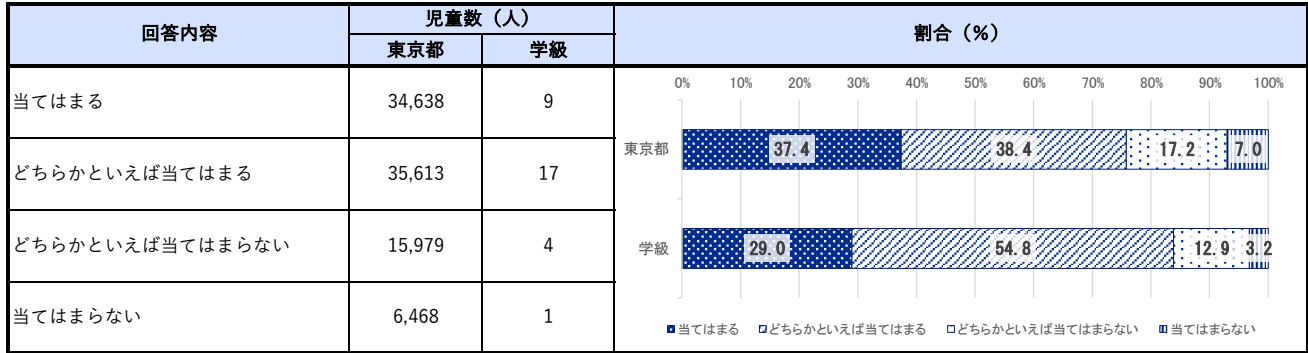 回答内容 児童数（人） 割合（％）
東京都 学級
当てはまる 34,638 9
どちらかといえば当てはまる 35,613 17
どちらかといえば当てはまらない 15,979 4
当てはまらない 6,468 1
0% 10% 20% 30% 40% 50% 60% 70% 80% 90% 100%
東京都 37.4 38.4 17.2 7.0
学級 29.0 54.8 12.9 3.2
当てはまる どちらかといえば当てはまる どちらかといえば当てはまらない 当てはまらない